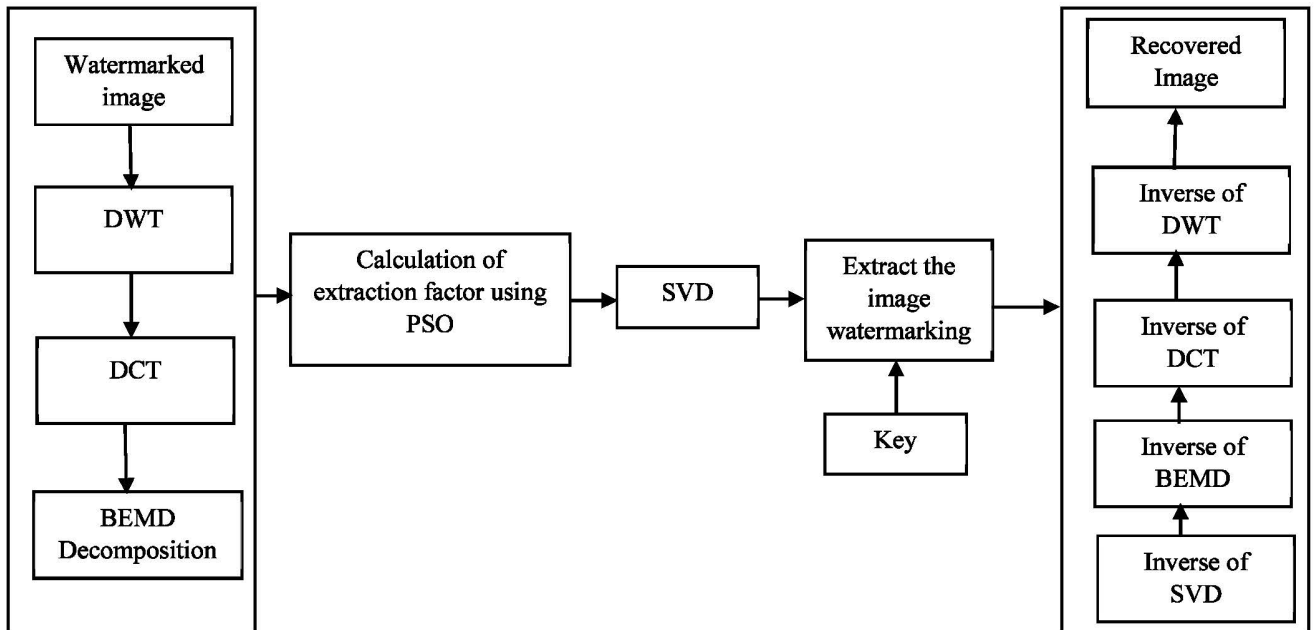 Watermarked
image
DWT
DCT
BEMD
Decomposition
Calculation of
extraction factor using
PSO
SVD
Extract the
image
watermarking
Key
Recovered
Image
Inverse of
DWT
Inverse of
DCT
Inverse of
BEMD
Inverse of
SVD